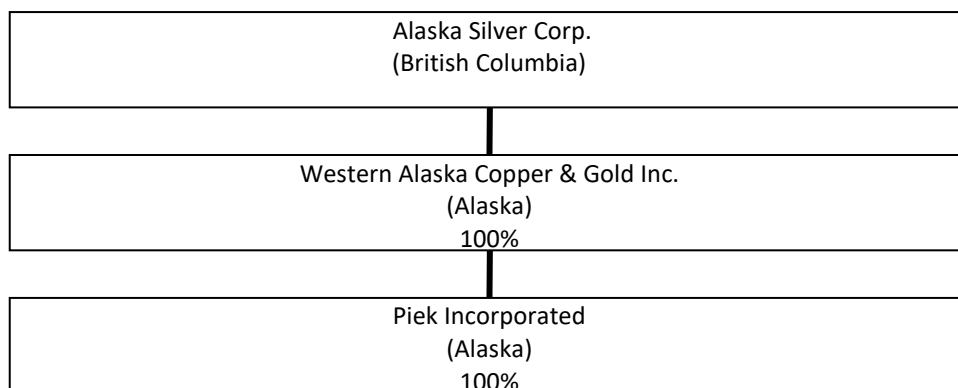 Alaska Silver Corp.
(British Columbia)
Western Alaska Copper & Gold Inc.
(Alaska)
100%
Piek Incorporated
(Alaska)
100%